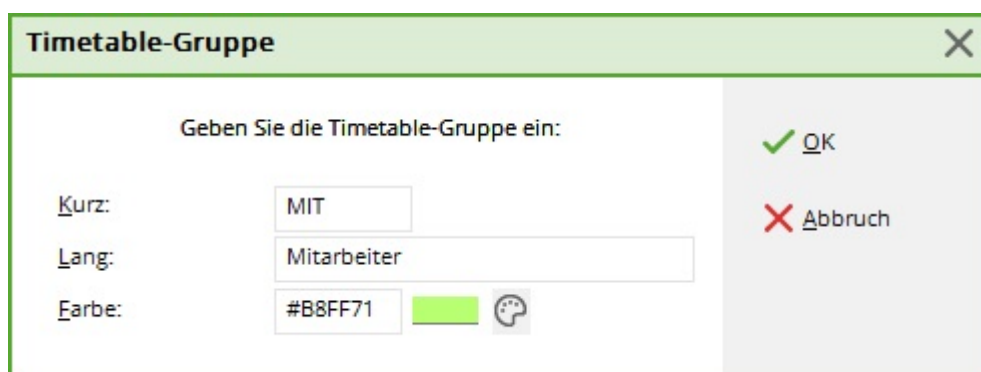 Timetable-Gruppe
Geben Sie die Timetable-Gruppe ein:
OK
Kurz: MIT
Abbruch
Lang: Mitarbeiter
Farbe: #B8FF71